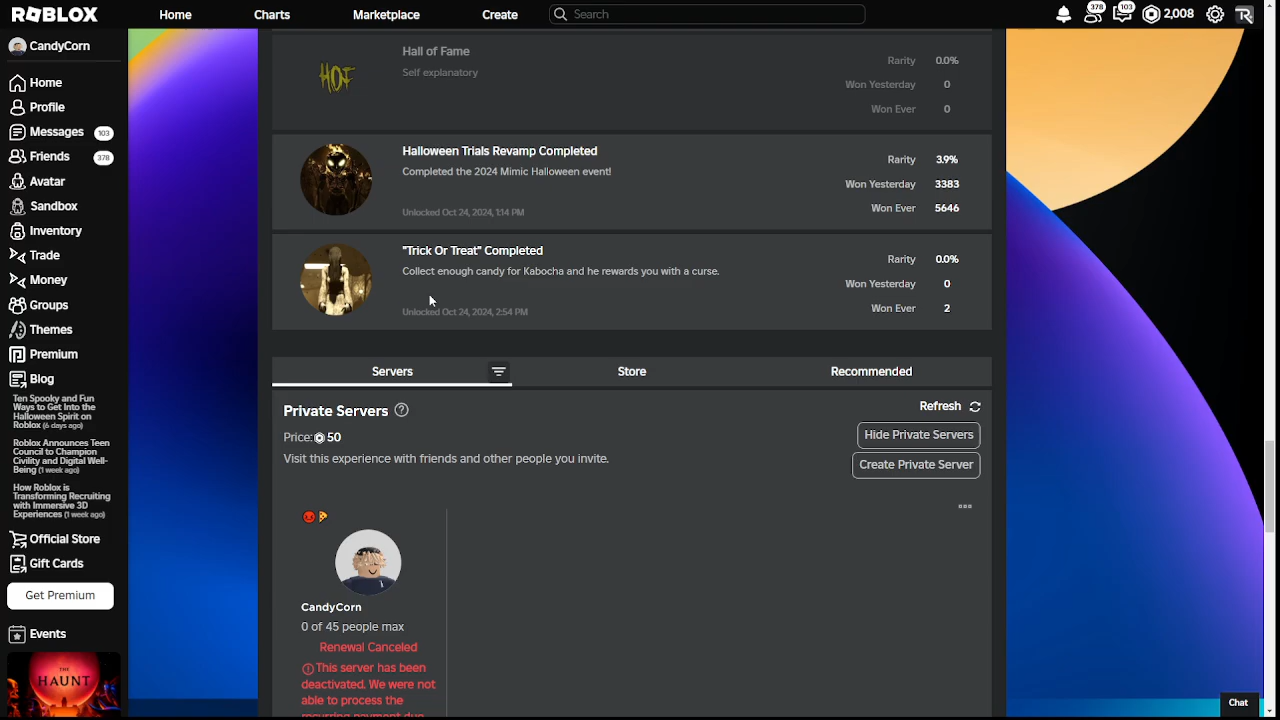 ROBLOX
Home
Charts
Marketplace
Create
Search
378
103
2,008
CandyCorn
Home
Profile
Messages 103
Friends 378
Avatar
Sandbox
Inventory
Trade
Money
Groups
Themes
Premium
Blog
Ten Spooky and Fun
Ways to Get Into the
Halloween Spirit on
Roblox (6 days ago)
Roblox Announces Teen
Council to Champion
Civility and Digital Well-
Being (1 week ago)
How Roblox is
Transforming Recruiting
with Immersive 3D
Experiences (1 week ago)
Official Store
Gift Cards
Get Premium
Events
THE
HAUNT
HOF
Hall of Fame
Self explanatory
Rarity 0.0%
Won Yesterday 0
Won Ever 0
Halloween Trials Revamp Completed
Completed the 2024 Mimic Halloween event!
Unlocked Oct 24, 2024, 1:14 PM
Rarity 3.9%
Won Yesterday 3383
Won Ever 5646
"Trick Or Treat" Completed
Collect enough candy for Kabocha and he rewards you with a curse.
Unlocked Oct 24, 2024, 2:54 PM
Rarity 0.0%
Won Yesterday 0
Won Ever 2
Servers
Store
Recommended
Private Servers
Refresh
Price: 50
Hide Private Servers
Visit this experience with friends and other people you invite.
Create Private Server
CandyCorn
0 of 45 people max
Renewal Canceled
This server has been
deactivated. We were not
able to process the
recurring payment due
Chat